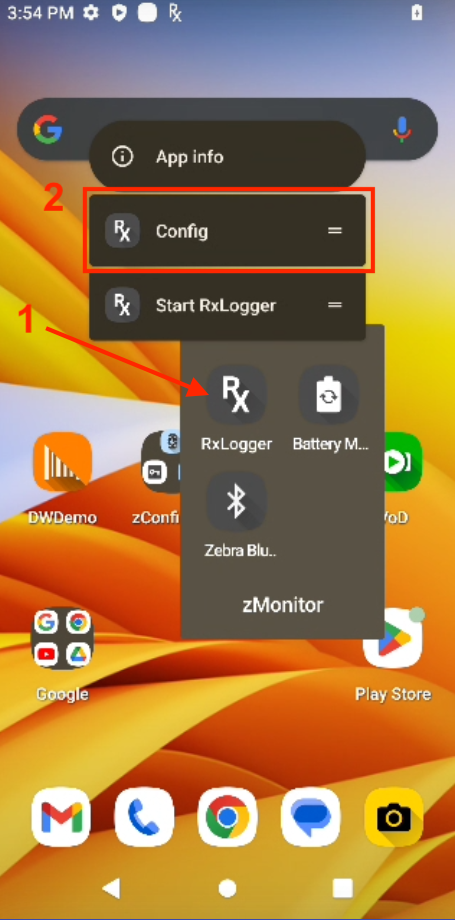 3:54 PM
App info
2
Config
Start RxLogger
1
RxLogger
Battery M...
DWDemo
zConfi
VoD
Zebra Blu..
zMonitor
Google
Play Store